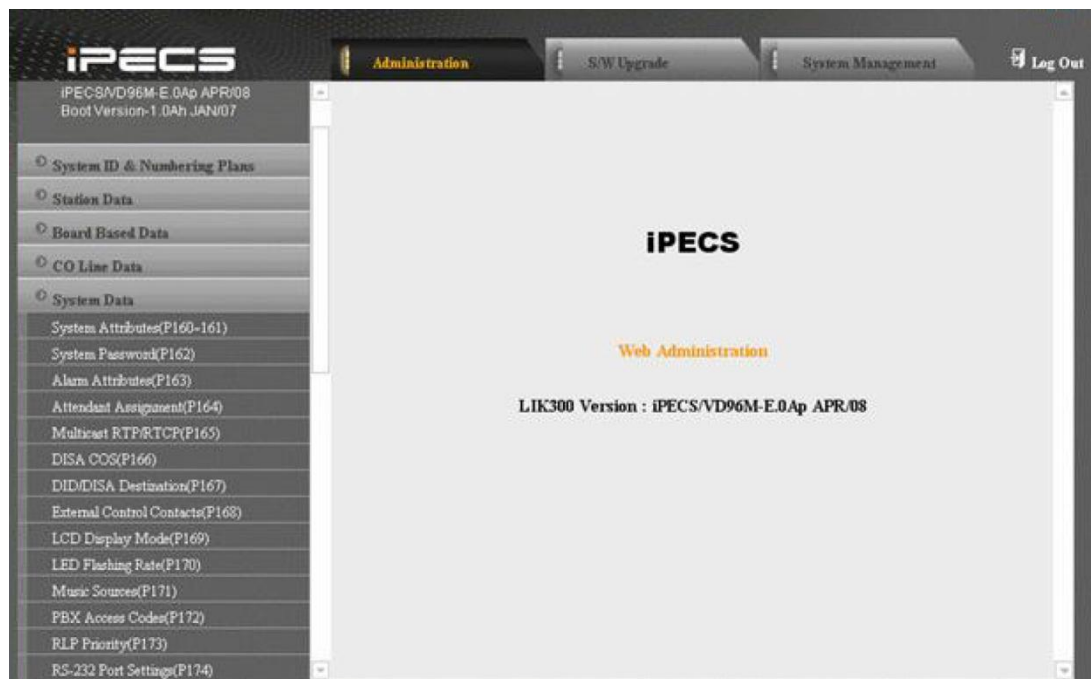 iPECS
Administration
S/W Upgrade
System Management
Log Out
iPECS/VD96M-E.0Ap APR/08
Boot Version-1.0Ah JAN/07
System ID & Numbering Plans
Station Data
Board Based Data
CO Line Data
System Data
System Attributes(P160~161)
System Password(P162)
Alarm Attributes(P163)
Attendant Assignment(P164)
Multicast RTP/RTCP(P165)
DISA COS(P166)
DID/DISA Destination(P167)
External Control Contacts(P168)
LCD Display Mode(P169)
LED Flashing Rate(P170)
Music Sources(P171)
PBX Access Codes(P172)
RLP Priority(P173)
RS-232 Port Settings(P174)
iPECS
Web Administration
LIK300 Version : iPECS/VD96M-E.0Ap APR/08